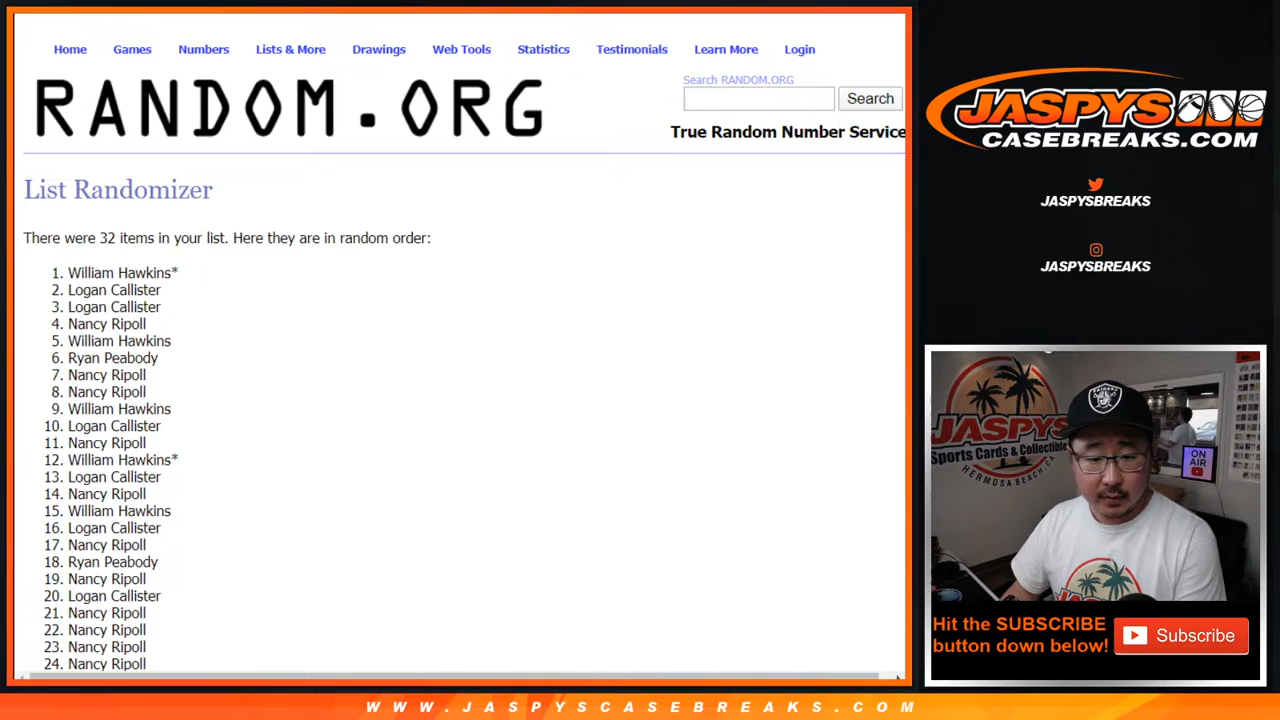 Home Games Numbers Lists & More Drawings Web Tools Statistics Testimonials Learn More Login
RANDOM.ORG
Search RANDOM.ORG
Search
True Random Number Service
List Randomizer
There were 32 items in your list. Here they are in random order:
1. William Hawkins*
2. Logan Callister
3. Logan Callister
4. Nancy Ripoll
5. William Hawkins
6. Ryan Peabody
7. Nancy Ripoll
8. Nancy Ripoll
9. William Hawkins
10. Logan Callister
11. Nancy Ripoll
12. William Hawkins*
13. Logan Callister
14. Nancy Ripoll
15. William Hawkins
16. Logan Callister
17. Nancy Ripoll
18. Ryan Peabody
19. Nancy Ripoll
20. Logan Callister
21. Nancy Ripoll
22. Nancy Ripoll
23. Nancy Ripoll
24. Nancy Ripoll
JASPYS
CASEBREAKS.COM
JASPYSBREAKS
JASPYSBREAKS
JASPYS
Sports Cards & Collectibles
HERMOSA BEACH, CA
RAIDERS
ON AIR
Hit the SUBSCRIBE
button down below!
Subscribe
WWW.JASPYSCASEBREAKS.COM